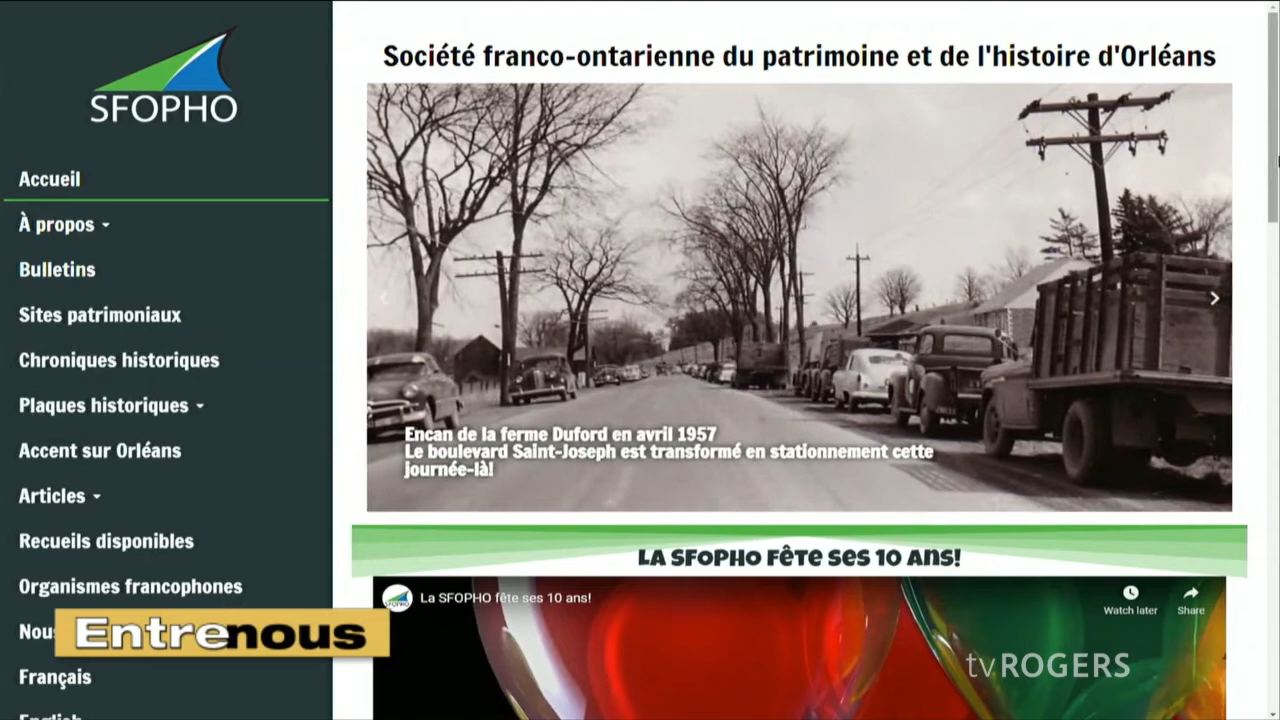 SFOPHO
Accueil
À propos
Bulletins
Sites patrimoniaux
Chroniques historiques
Plaques historiques
Accent sur Orléans
Articles
Recueils disponibles
Organismes francophones
Nou
Français
English
Société franco-ontarienne du patrimoine et de l'histoire d'Orléans
Encan de la ferme Duford en avril 1957
Le boulevard Saint-Joseph est transformé en stationnement cette
journée-là!
La SFOPHO fête ses 10 ans!
SFOPHO
La SFOPHO fête ses 10 ans!
Watch later
Share
Entrenous
tvROGERS